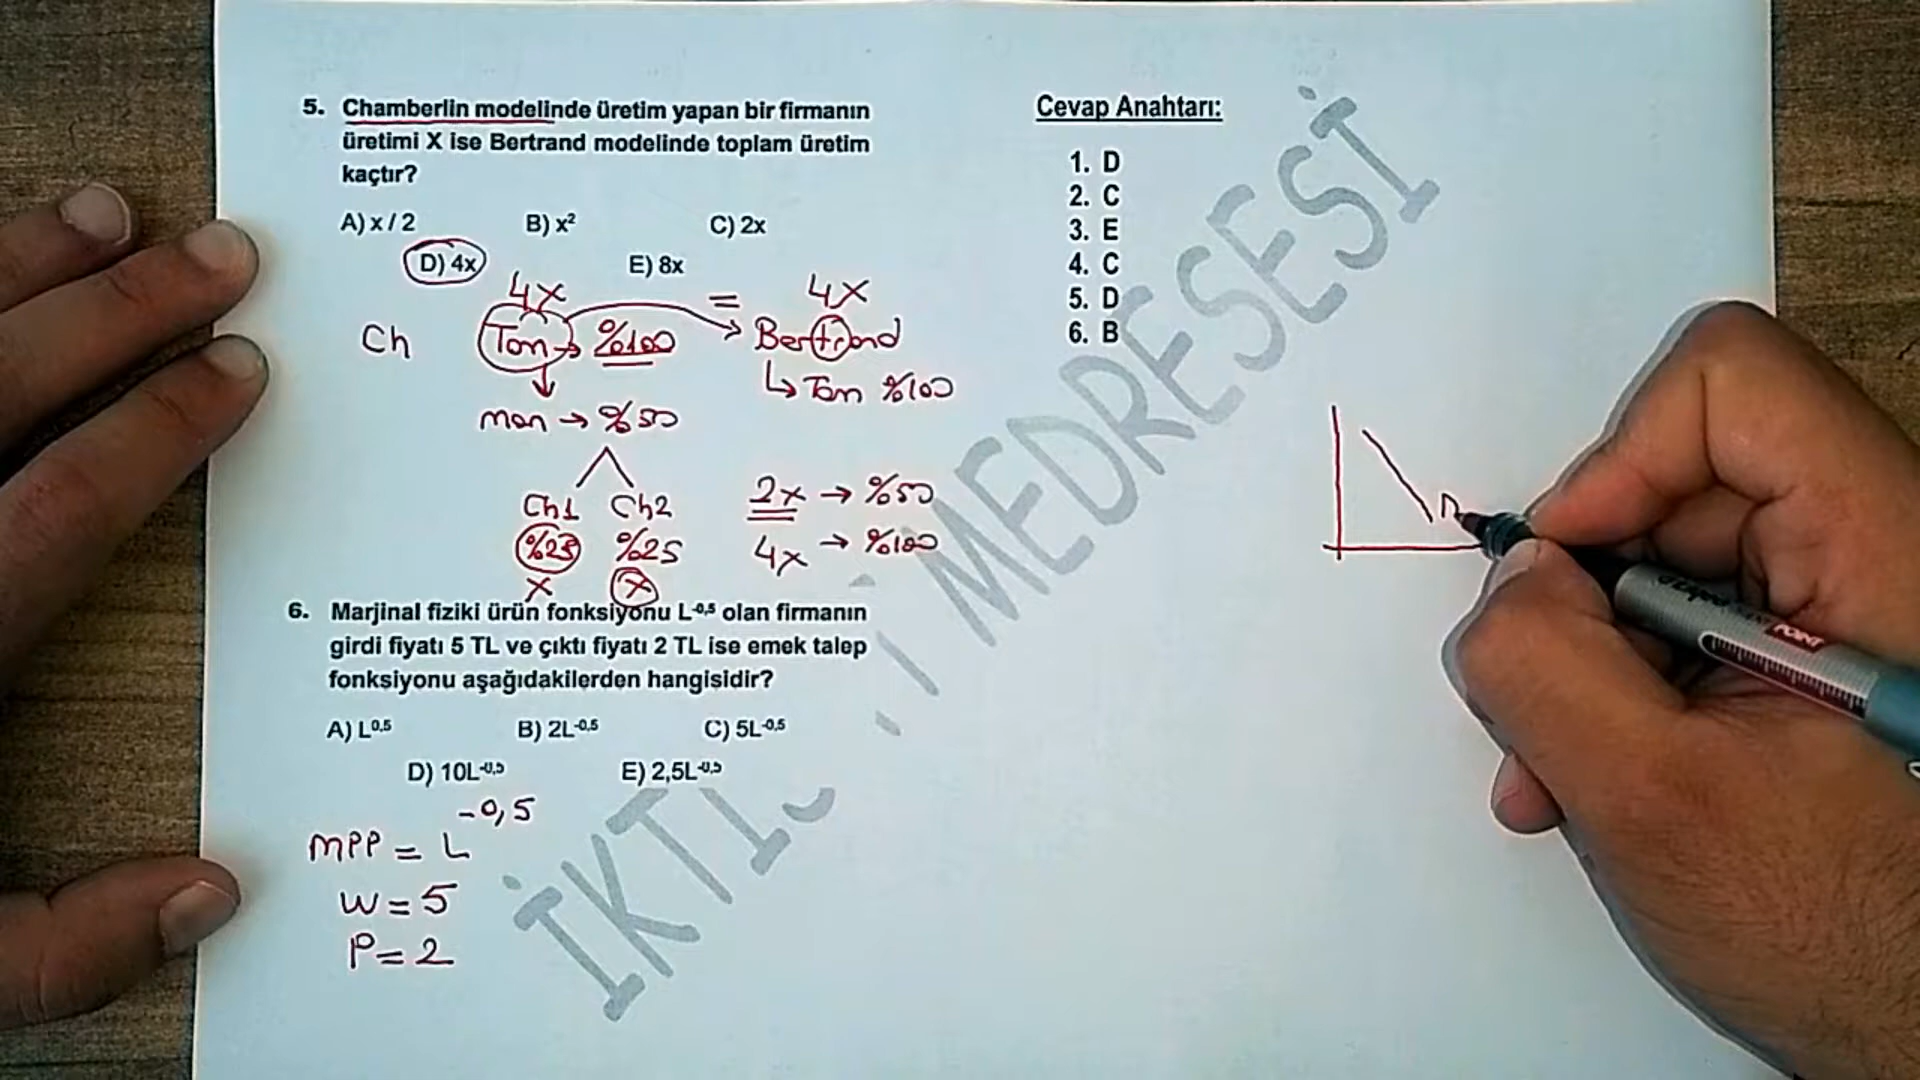 5. Chamberlin modelinde üretim yapan bir firmanın
üretimi X ise Bertrand modelinde toplam üretim
kaçtır?
A) x / 2 B) x² C) 2x
D) 4x E) 8x
4x = 4x
Ch Tam → %100 Bertrand
↳ Tam %100
mon → %50
Ch1 Ch2 2x → %50
%25 %25 4x → %100
x x
6. Marjinal fiziki ürün fonksiyonu L-0,5 olan firmanın
girdi fiyatı 5 TL ve çıktı fiyatı 2 TL ise emek talep
fonksiyonu aşağıdakilerden hangisidir?
A) L0,5 B) 2L-0,5 C) 5L-0,5
D) 10L-0,5 E) 2,5L-0,5
MPP = L-0,5
W = 5
P = 2
Cevap Anahtarı:
1. D
2. C
3. E
4. C
5. D
6. B
MEDRESESİ